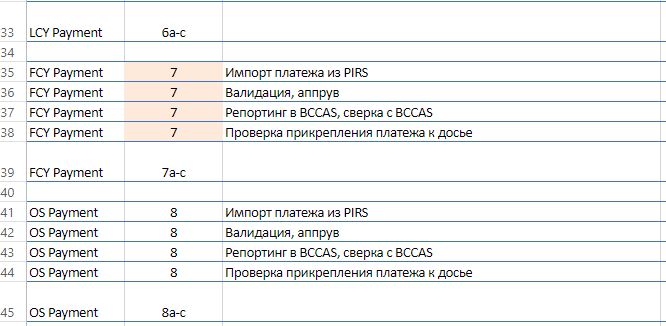 33 LCY Payment 6a-c
34
35 FCY Payment 7 Импорт платежа из PIRS
36 FCY Payment 7 Валидация, аппрув
37 FCY Payment 7 Репортинг в BCCAS, сверка с BCCAS
38 FCY Payment 7 Проверка прикрепления платежа к досье
39 FCY Payment 7a-c
40
41 OS Payment 8 Импорт платежа из PIRS
42 OS Payment 8 Валидация, аппрув
43 OS Payment 8 Репортинг в BCCAS, сверка с BCCAS
44 OS Payment 8 Проверка прикрепления платежа к досье
45 OS Payment 8a-c